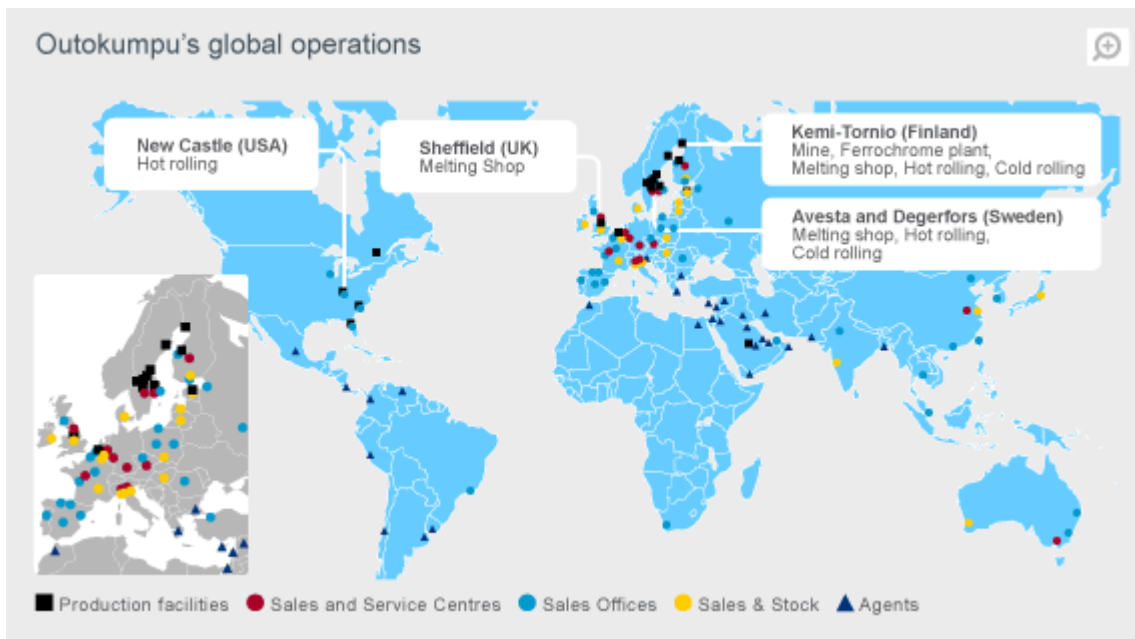 Outokumpu's global operations
New Castle (USA)
Hot rolling
Sheffield (UK)
Melting Shop
Kemi-Tornio (Finland)
Mine, Ferrochrome plant,
Melting shop, Hot rolling, Cold rolling
Avesta and Degerfors (Sweden)
Melting shop, Hot rolling,
Cold rolling
Production facilities Sales and Service Centres Sales Offices Sales & Stock Agents